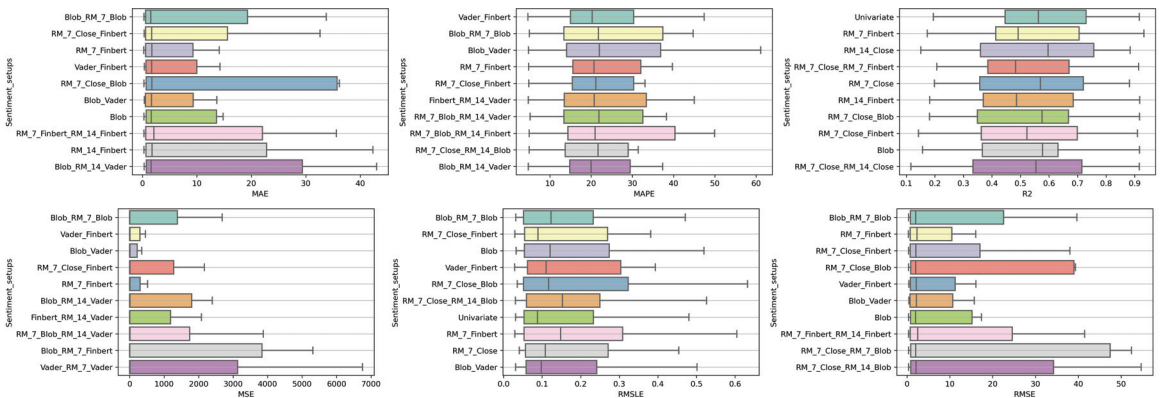 Sentiment_setups
Blob_RM_7_Blob
RM_7_Close_Finbert
RM_7_Finbert
Vader_Finbert
RM_7_Close_Blob
Blob_Vader
Blob
RM_7_Finbert_RM_14_Finbert
RM_14_Finbert
Blob_RM_14_Vader
0 10 20 30 40
MAE
Sentiment_setups
Vader_Finbert
Blob_RM_7_Blob
Blob_Vader
RM_7_Finbert
RM_7_Close_Finbert
Finbert_RM_14_Vader
RM_7_Blob_RM_14_Vader
RM_7_Blob_RM_14_Finbert
RM_7_Close_RM_14_Blob
Blob_RM_14_Vader
10 20 30 40 50 60
MAPE
Sentiment_setups
Univariate
RM_7_Finbert
RM_14_Close
RM_7_Close_RM_7_Finbert
RM_7_Close
RM_14_Finbert
RM_7_Close_Blob
RM_7_Close_Finbert
Blob
RM_7_Close_RM_14_Close
0.1 0.2 0.3 0.4 0.5 0.6 0.7 0.8 0.9
R2
Sentiment_setups
Blob_RM_7_Blob
Vader_Finbert
Blob_Vader
RM_7_Close_Finbert
RM_7_Finbert
Blob_RM_14_Vader
Finbert_RM_14_Vader
RM_7_Blob_RM_14_Vader
Blob_RM_7_Finbert
Vader_RM_7_Vader
0 1000 2000 3000 4000 5000 6000 7000
MSE
Sentiment_setups
Blob_RM_7_Blob
RM_7_Close_Finbert
Blob
Vader_Finbert
RM_7_Close_Blob
RM_7_Close_RM_14_Blob
Univariate
RM_7_Finbert
RM_7_Close
Blob_Vader
0.0 0.1 0.2 0.3 0.4 0.5 0.6
RMSLE
Sentiment_setups
Blob_RM_7_Blob
RM_7_Finbert
RM_7_Close_Finbert
RM_7_Close_Blob
Vader_Finbert
Blob_Vader
Blob
RM_7_Finbert_RM_14_Finbert
RM_7_Close_RM_7_Blob
RM_7_Close_RM_14_Blob
0 10 20 30 40 50
RMSE